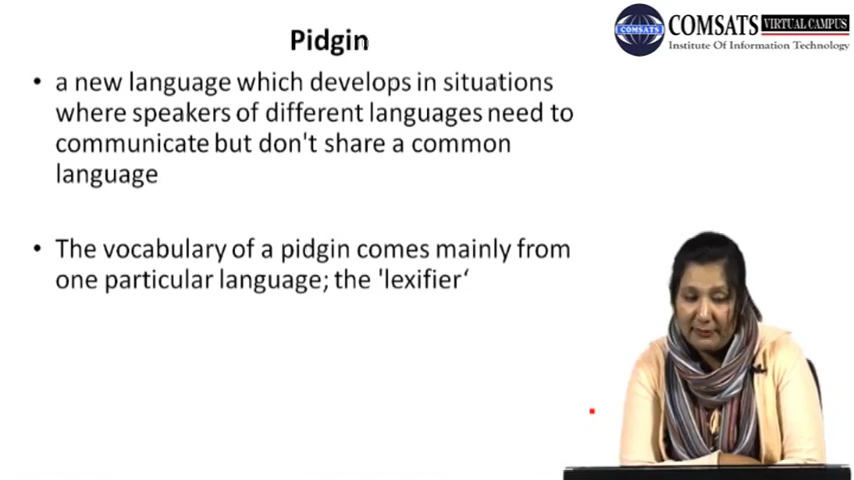 Pidgin
COMSATS VIRTUAL CAMPUS
Institute Of Information Technology
• a new language which develops in situations
where speakers of different languages need to
communicate but don't share a common
language
• The vocabulary of a pidgin comes mainly from
one particular language; the 'lexifier‘